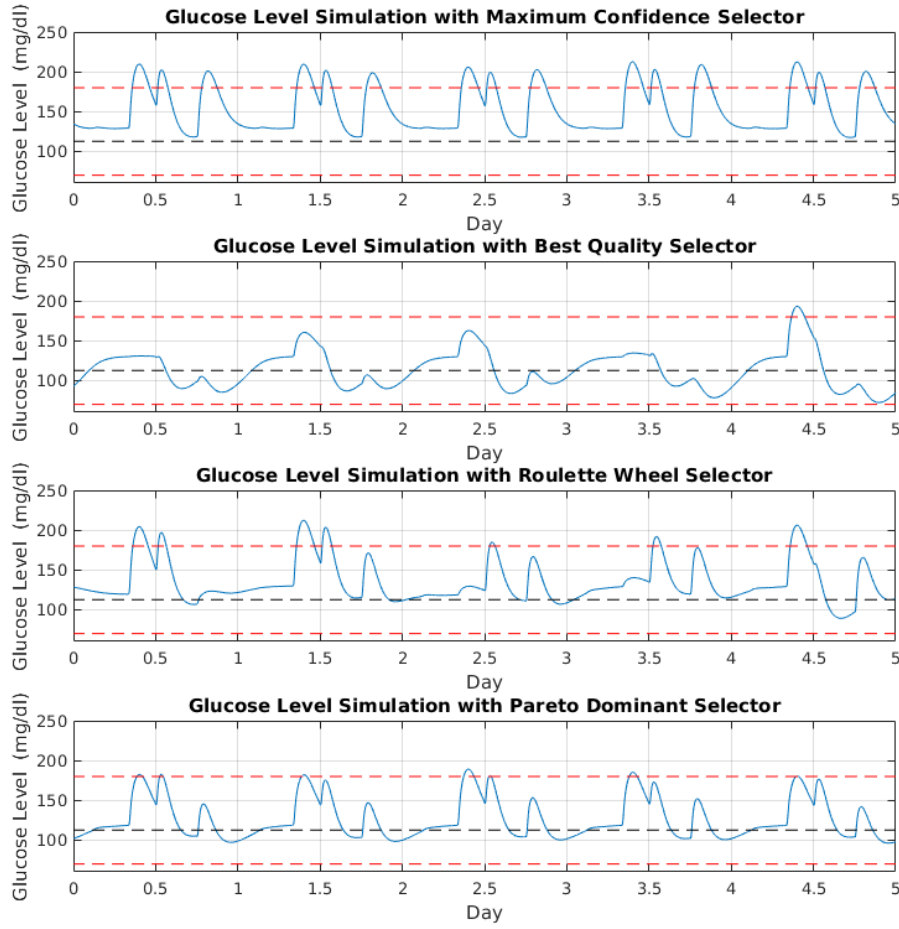 Glucose Level Simulation with Maximum Confidence Selector
Glucose Level (mg/dl)
250
200
150
100
0 0.5 1 1.5 2 2.5 3 3.5 4 4.5 5
Day
Glucose Level Simulation with Best Quality Selector
Glucose Level (mg/dl)
250
200
150
100
0 0.5 1 1.5 2 2.5 3 3.5 4 4.5 5
Day
Glucose Level Simulation with Roulette Wheel Selector
Glucose Level (mg/dl)
250
200
150
100
0 0.5 1 1.5 2 2.5 3 3.5 4 4.5 5
Day
Glucose Level Simulation with Pareto Dominant Selector
Glucose Level (mg/dl)
250
200
150
100
0 0.5 1 1.5 2 2.5 3 3.5 4 4.5 5
Day